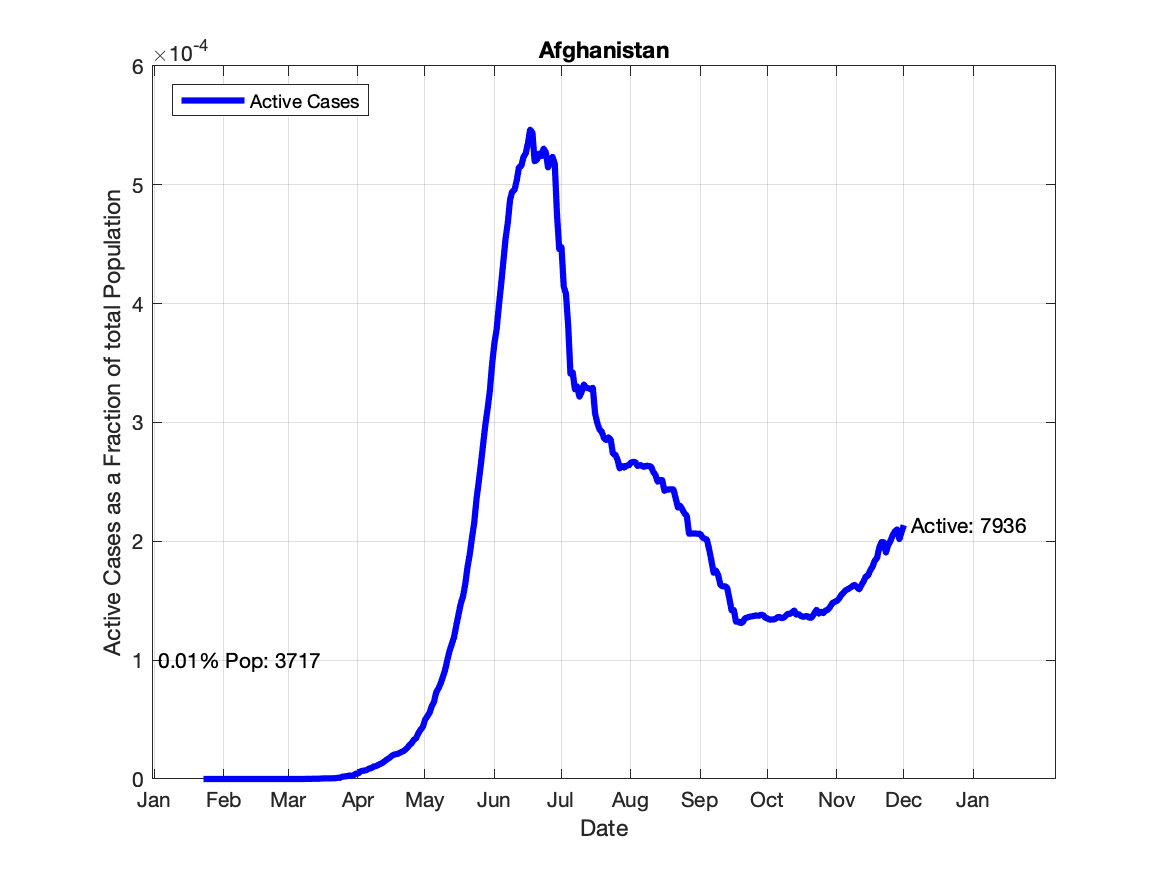 Afghanistan
×10⁻⁴
Active Cases
6
5
4
3
2
1
0
Active Cases as a Fraction of total Population
0.01% Pop: 3717
Active: 7936
Jan Feb Mar Apr May Jun Jul Aug Sep Oct Nov Dec Jan
Date